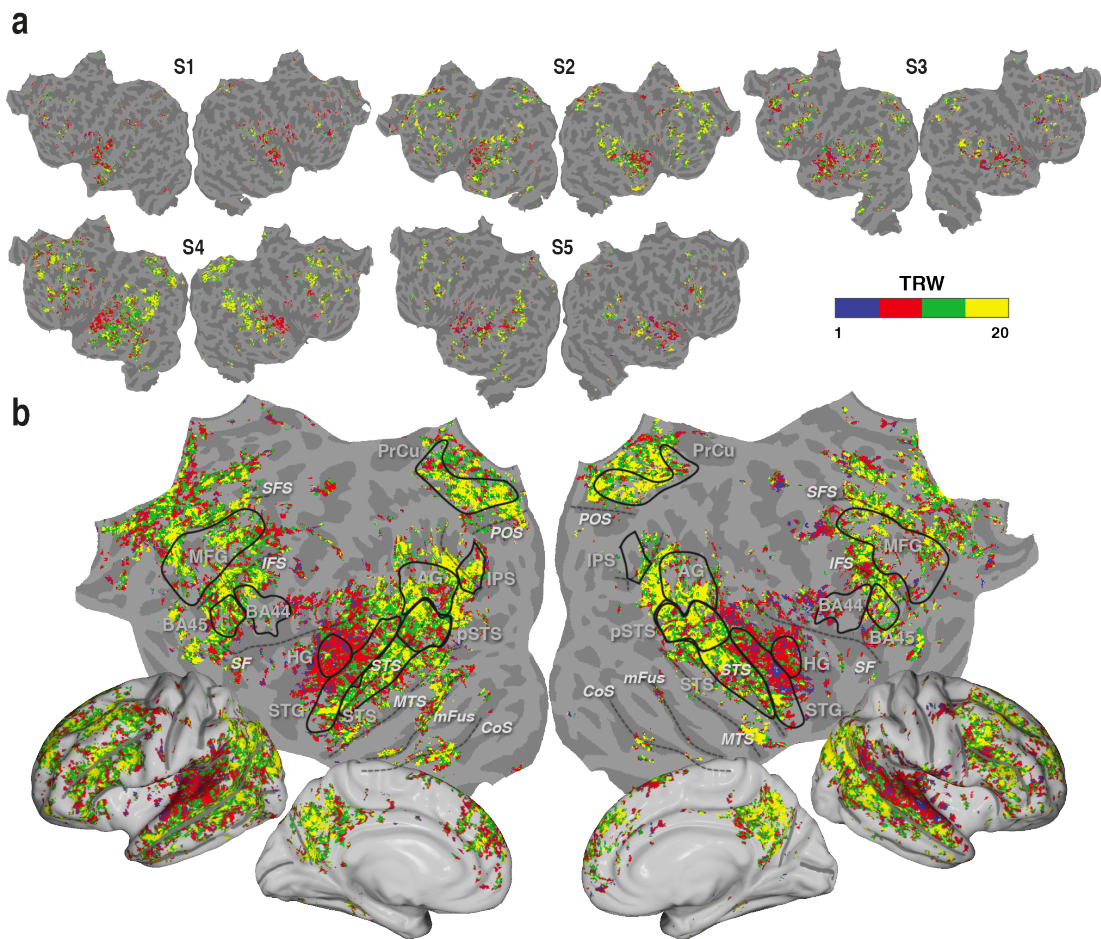 a
S1
S2
S3
S4
S5
TRW
1
20
b
PrCu
SFS
POS
MFG
IFS
AG
IPS
BA45
BA44
pSTS
SF
HG
STS
STG
STS
MTS
mFus
CoS
PrCu
SFS
POS
MFG
IPS
IFS
AG
BA44
pSTS
BA45
HG
SF
STS
STS
mFus
CoS
STG
MTS